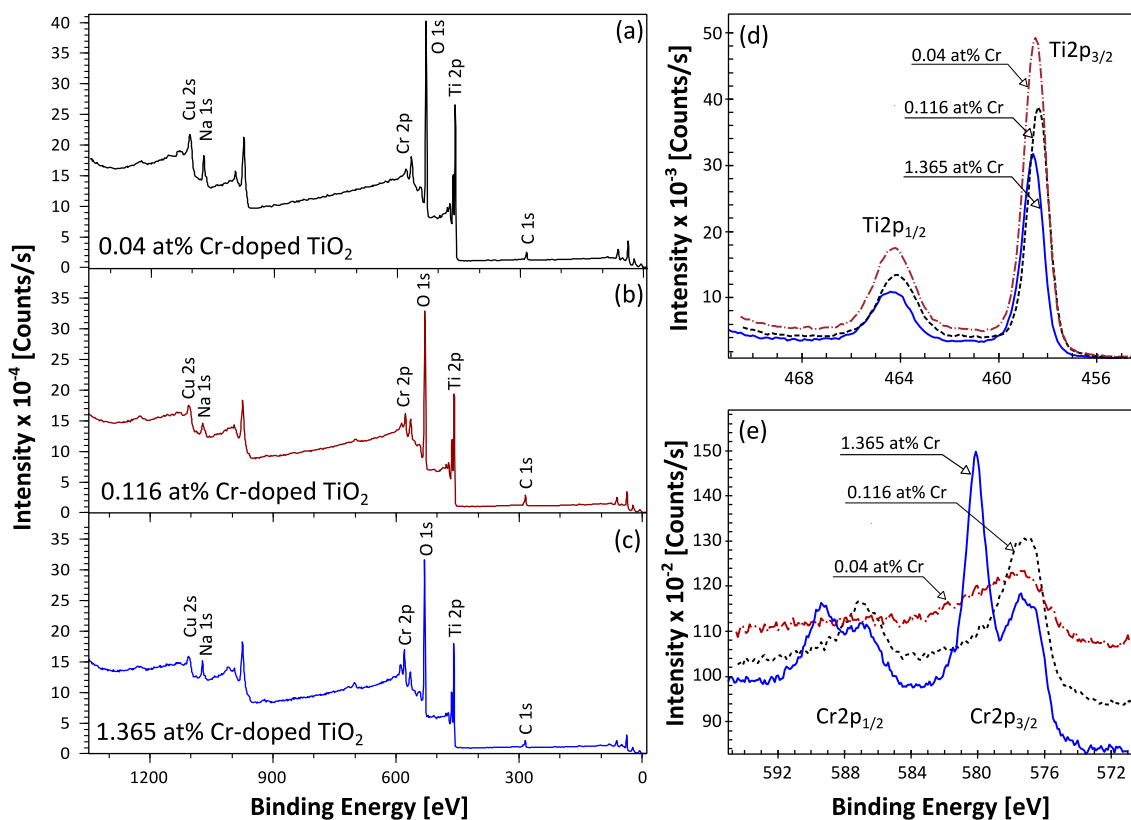 (a)
40
35
30
25
20
15
10
5
0
Cu 2s
Na 1s
Cr 2p
O 1s
Ti 2p
C 1s
0.04 at% Cr-doped TiO₂
(b)
35
30
25
20
15
10
5
0
Cu 2s
Na 1s
Cr 2p
O 1s
Ti 2p
C 1s
0.116 at% Cr-doped TiO₂
(c)
35
30
25
20
15
10
5
0
Cu 2s
Na 1s
Cr 2p
O 1s
Ti 2p
C 1s
1.365 at% Cr-doped TiO₂
1200 900 600 300 0
Binding Energy [eV]
Intensity x 10⁻⁴ [Counts/s]
(d)
50
40
30
20
10
0.04 at% Cr
0.116 at% Cr
1.365 at% Cr
Ti2p3/2
Ti2p1/2
468 464 460 456
Binding Energy [eV]
Intensity x 10⁻³ [Counts/s]
(e)
150
140
130
120
110
100
90
1.365 at% Cr
0.116 at% Cr
0.04 at% Cr
Cr2p1/2 Cr2p3/2
592 588 584 580 576 572
Binding Energy [eV]
Intensity x 10⁻² [Counts/s]